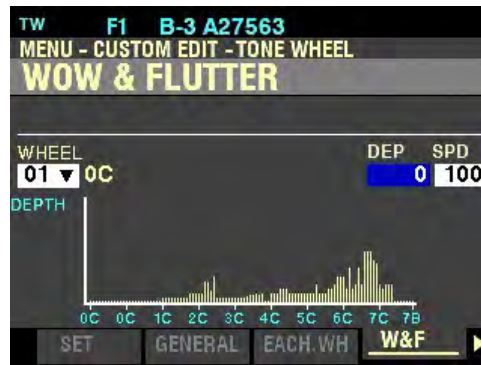 TW F1 B-3 A27563
MENU - CUSTOM EDIT - TONE WHEEL
WOW & FLUTTER
WHEEL DEP SPD
01 ▼ 0C 0 100
DEPTH
0C 0C 1C 2C 3C 4C 5C 6C 7C 7B
SET GENERAL EACH.WH W&F ▶